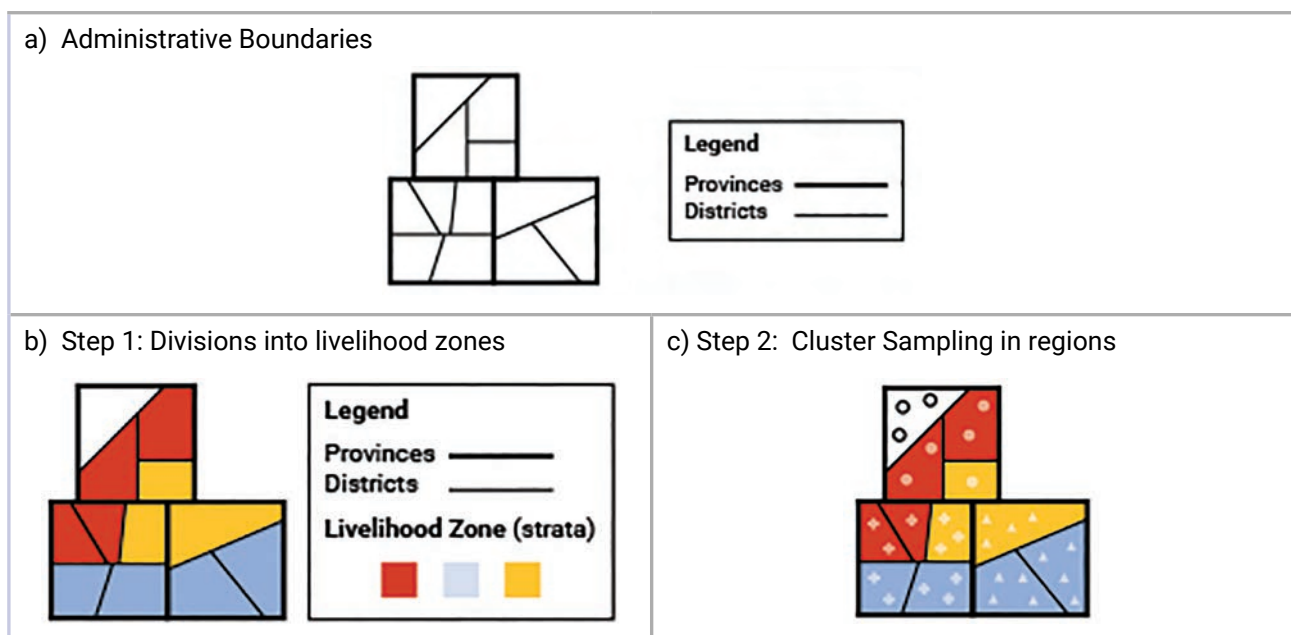 a) Administrative Boundaries
Legend
Provinces
Districts
b) Step 1: Divisions into livelihood zones
Legend
Provinces
Districts
Livelihood Zone (strata)
c) Step 2: Cluster Sampling in regions